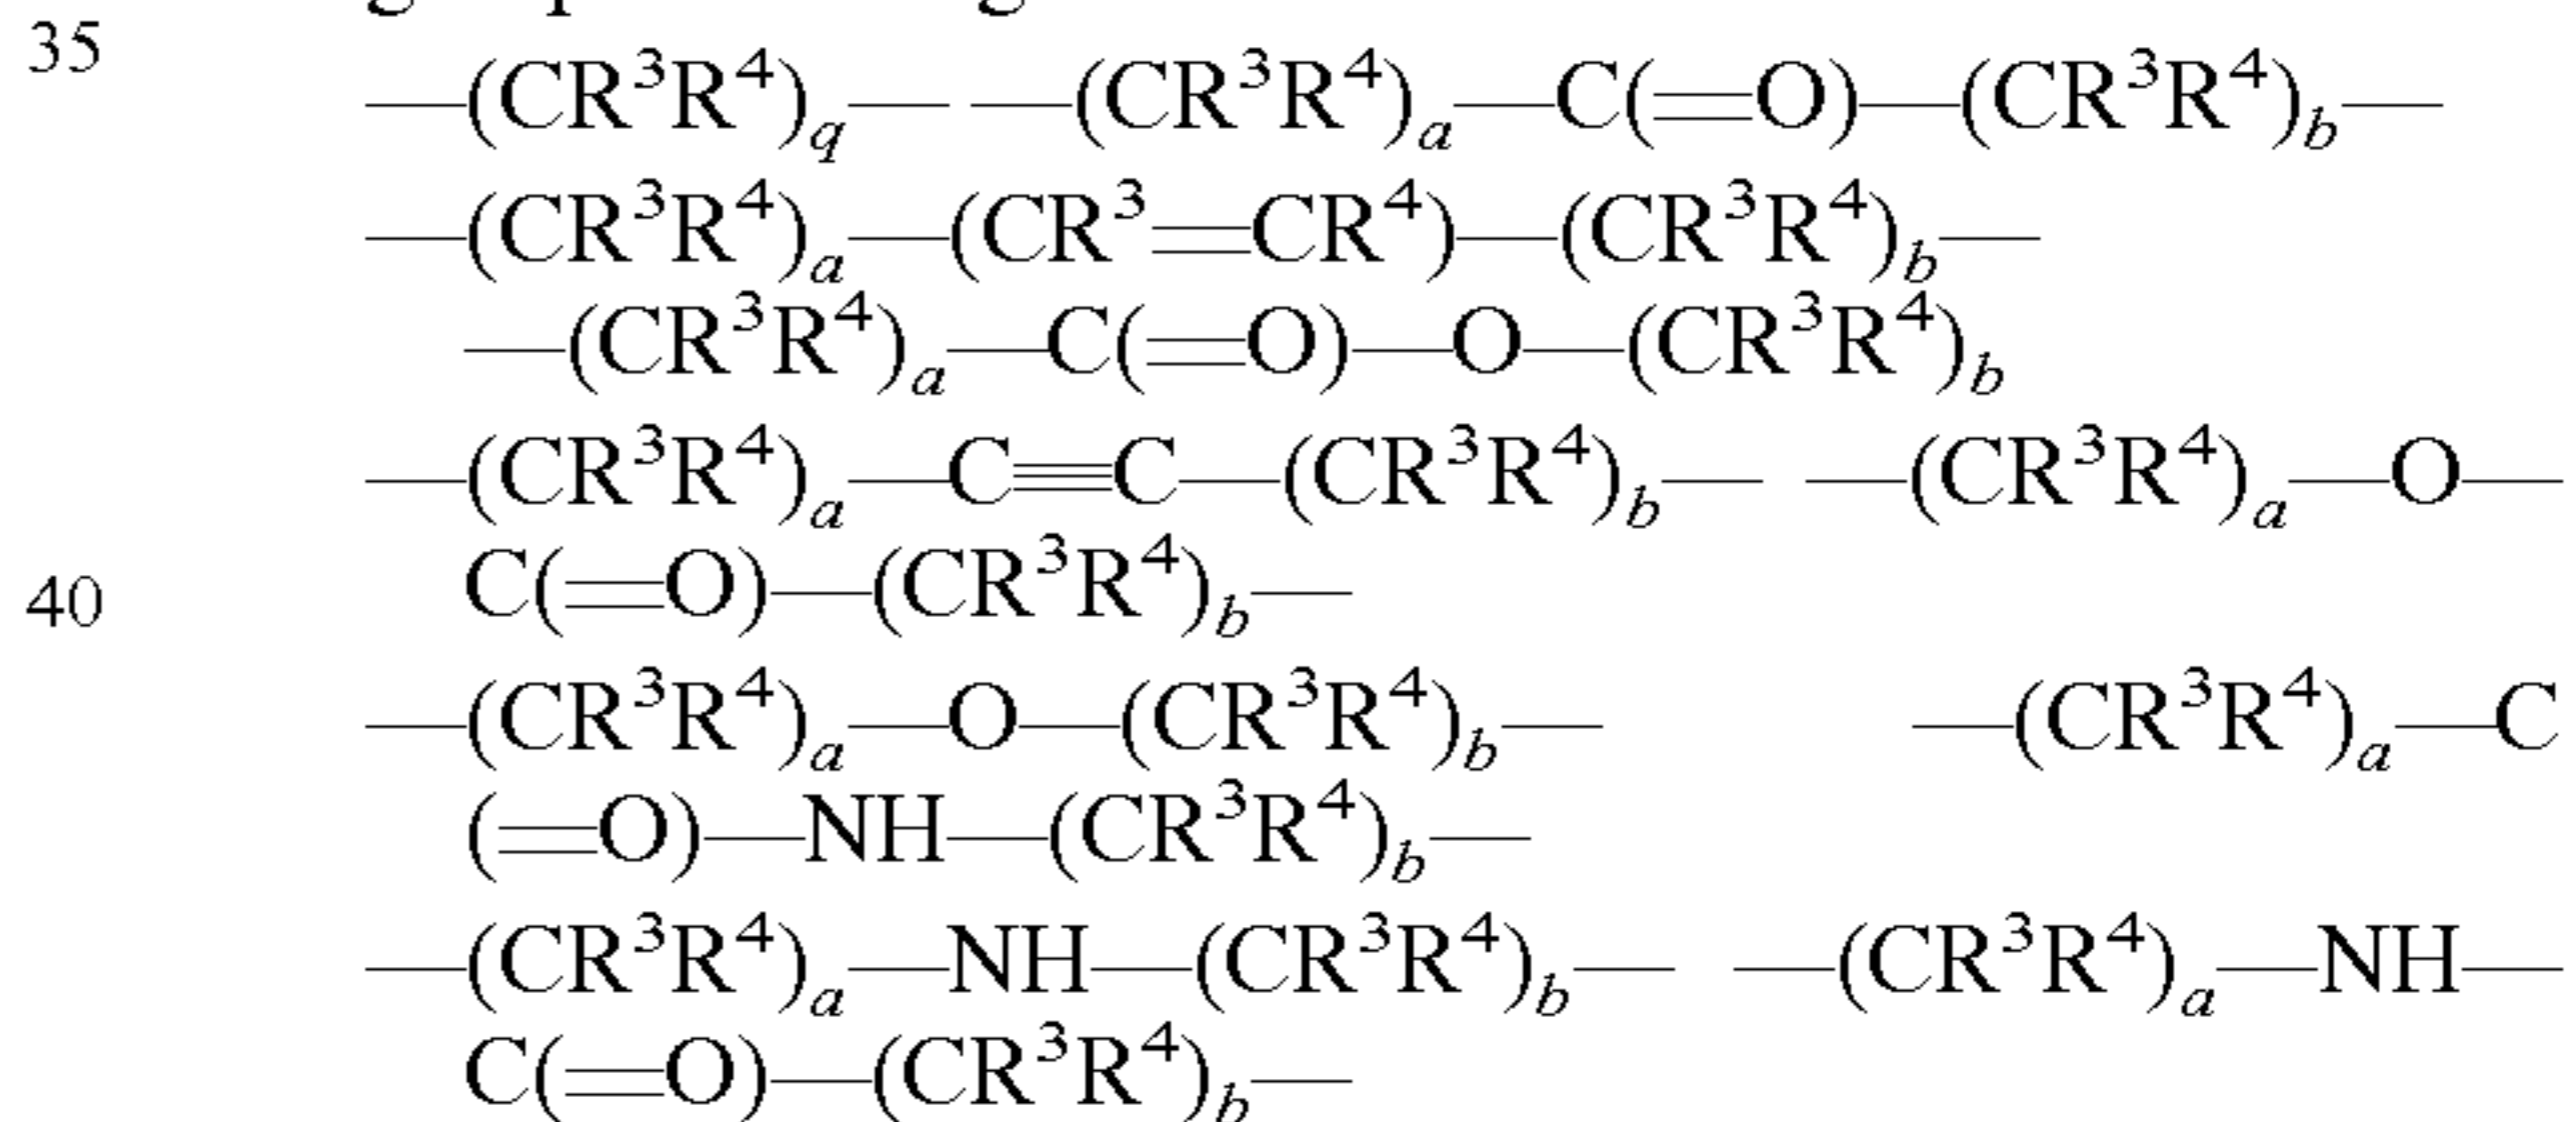 35
—(CR³R⁴)q— —(CR³R⁴)a—C(═O)—(CR³R⁴)b—
—(CR³R⁴)a—(CR³═CR⁴)—(CR³R⁴)b—
—(CR³R⁴)a—C(═O)—O—(CR³R⁴)b
—(CR³R⁴)a—C≡C—(CR³R⁴)b— —(CR³R⁴)a—O—
40 C(═O)—(CR³R⁴)b—
—(CR³R⁴)a—O—(CR³R⁴)b— —(CR³R⁴)a—C
(═O)—NH—(CR³R⁴)b—
—(CR³R⁴)a—NH—(CR³R⁴)b— —(CR³R⁴)a—NH—
C(═O)—(CR³R⁴)b—